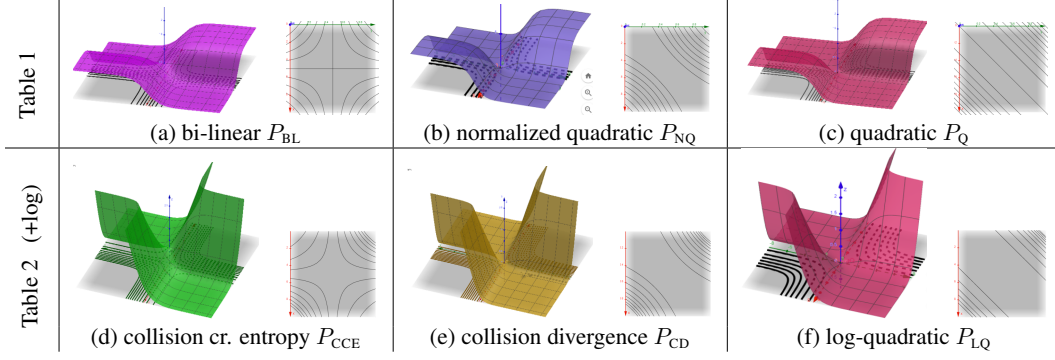 Table 1
(a) bi-linear P_BL
(b) normalized quadratic P_NQ
(c) quadratic P_Q
Table 2 (+log)
(d) collision cr. entropy P_CCE
(e) collision divergence P_CD
(f) log-quadratic P_LQ